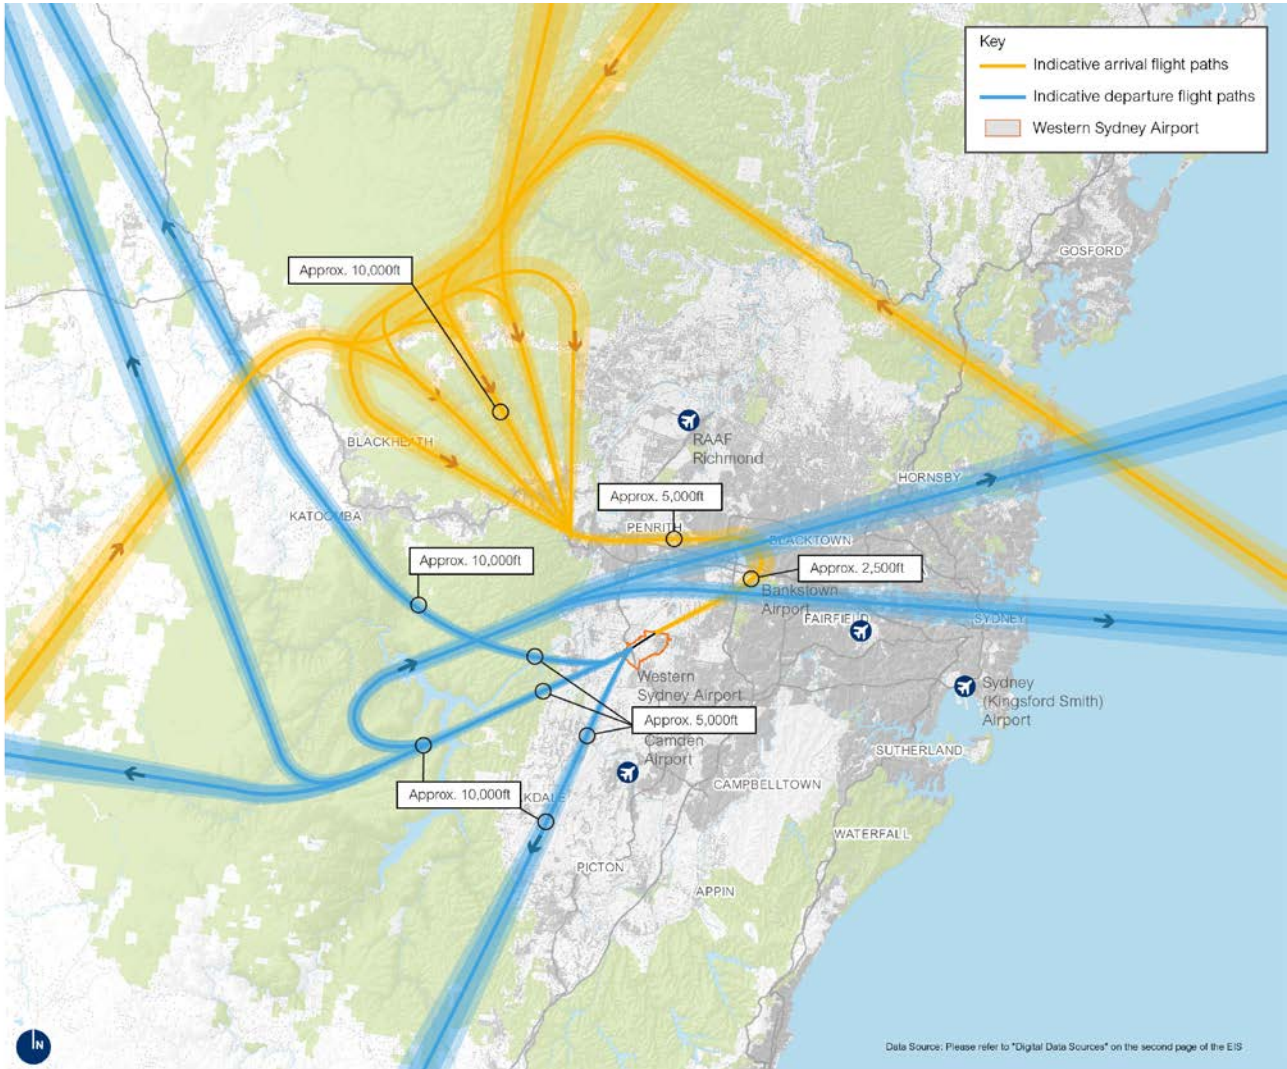 Key
Indicative arrival flight paths
Indicative departure flight paths
Western Sydney Airport
GOSFORD
Approx. 10,000ft
RAAF
Richmond
BLACKHEATH
HORNSBY
Approx. 5,000ft
KATOOMBA
PENRITH
BLACKTOWN
Approx. 10,000ft
Approx. 2,500ft
Bankstown
Airport
FAIRFIELD
SYDNEY
Western
Sydney Airport
Sydney
(Kingsford Smith)
Airport
Approx. 5,000ft
Camden
Airport
SUTHERLAND
CAMPBELLTOWN
Approx. 10,000ft
KDALE
WATERFALL
PICTON
APPIN
N
Data Source: Please refer to "Digital Data Sources" on the second page of the EIS